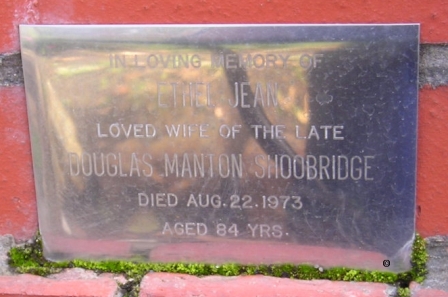 IN LOVING MEMORY OF
ETHEL JEAN
LOVED WIFE OF THE LATE
DOUGLAS MANTON SHOOBRIDGE
DIED AUG. 22. 1973
AGED 84 YRS.
©